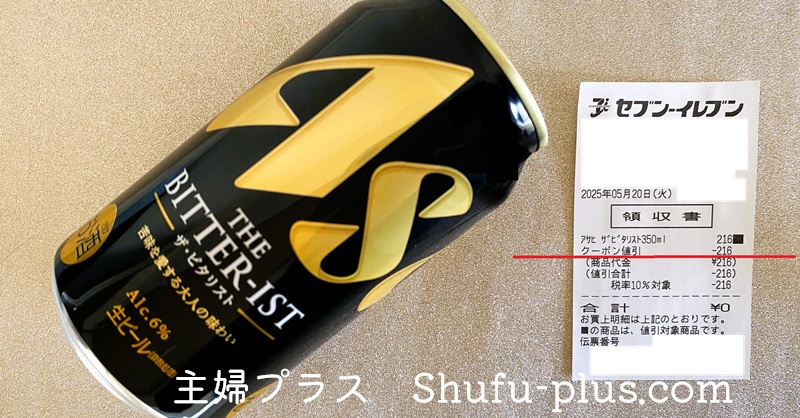 AS
THE
BITTER-IST
ザ・ビタリスト
苦味を愛する大人の味わい
Alc.6%
生ビール
セブン-イレブン
2025年05月20日(火)
領収書
アサヒ ザ・ビタリスト350ml 216■
クーポン値引 -216
(商品代金 ¥216)
(値引合計 -216)
税率10%対象 -216
合計 ¥0
お買上明細は上記のとおりです。
■の商品は、値引対象商品です。
伝票番号
主婦プラス Shufu-plus.com